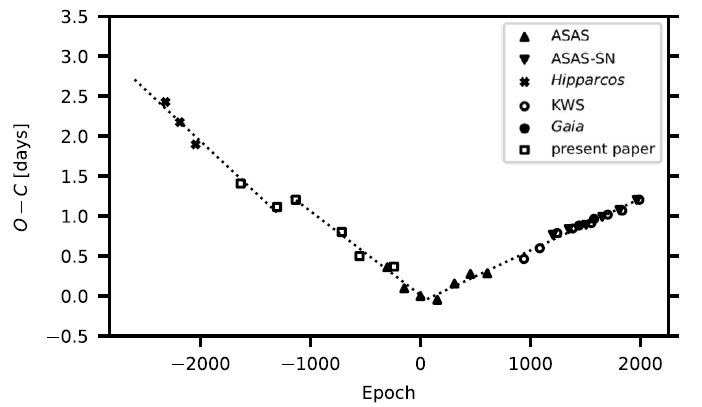 3.5
3.0
2.5
2.0
1.5
1.0
0.5
0.0
−0.5
O − C [days]
ASAS
ASAS-SN
Hipparcos
KWS
Gaia
present paper
−2000 −1000 0 1000 2000
Epoch